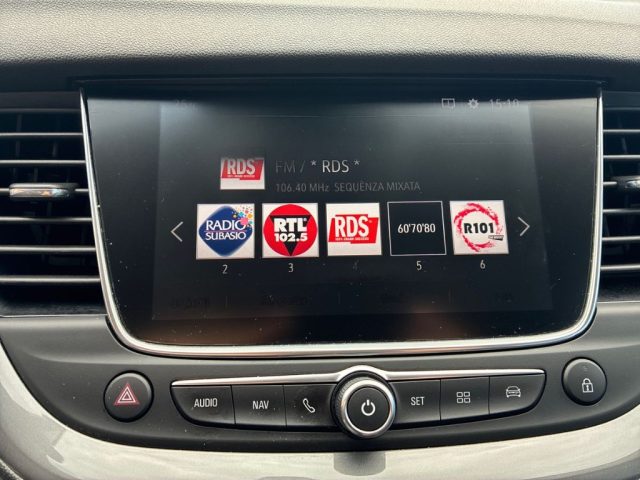 15:10
RDS
FM / * RDS *
106.40 MHz SEQUÈNZA MIXATA
RADIO SUBASIO
RTL 102.5
RDS
60'70'80
R101
2 3 4 5 6
AUDIO NAV SET